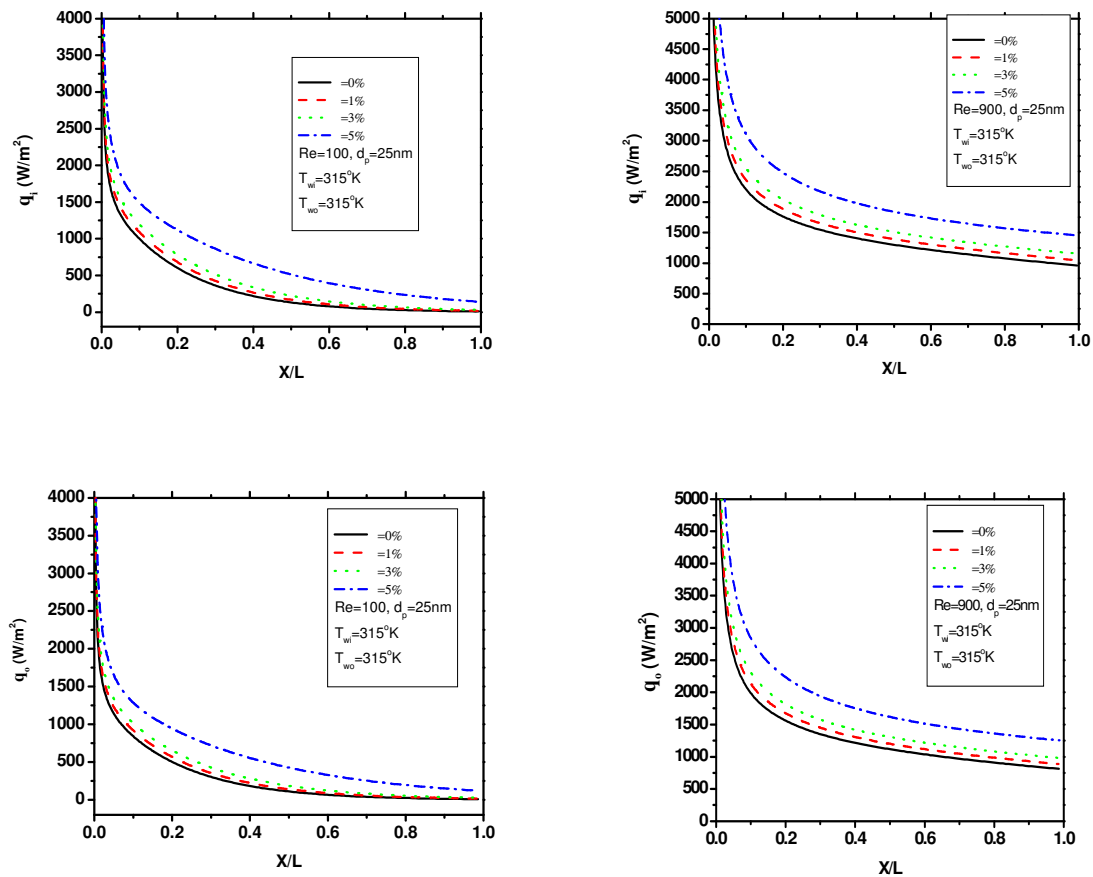 4000
3500
3000
2500
2000
1500
1000
500
0
q_i (W/m²)
=0%
=1%
=3%
=5%
Re=100, d_p=25nm
T_wi=315°K
T_wo=315°K
0.0 0.2 0.4 0.6 0.8 1.0
X/L
5000
4500
4000
3500
3000
2500
2000
1500
1000
500
0
q_i (W/m²)
=0%
=1%
=3%
=5%
Re=900, d_p=25nm
T_wi=315°K
T_wo=315°K
0.0 0.2 0.4 0.6 0.8 1.0
X/L
4000
3500
3000
2500
2000
1500
1000
500
0
q_o (W/m²)
=0%
=1%
=3%
=5%
Re=100, d_p=25nm
T_wi=315°K
T_wo=315°K
0.0 0.2 0.4 0.6 0.8 1.0
X/L
5000
4500
4000
3500
3000
2500
2000
1500
1000
500
0
q_o (W/m²)
=0%
=1%
=3%
=5%
Re=900, d_p=25nm
T_wi=315°K
T_wo=315°K
0.0 0.2 0.4 0.6 0.8 1.0
X/L